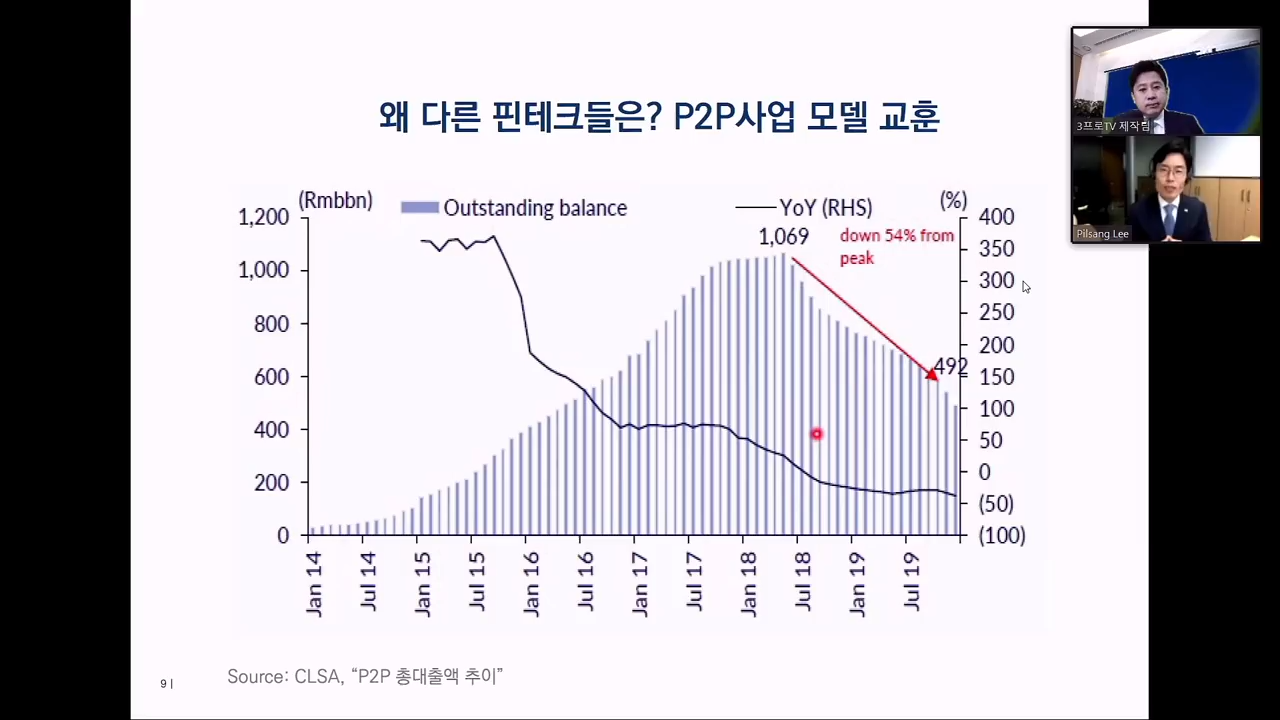 왜 다른 핀테크들은? P2P사업 모델 교훈
3프로TV 제작팀
Pilsang Lee
(Rmbbn)
Outstanding balance
YoY (RHS)
(%)
1,200
1,000
800
600
400
200
0
1,069
down 54% from
peak
492
400
350
300
250
200
150
100
50
0
(50)
(100)
Jan 14
Jul 14
Jan 15
Jul 15
Jan 16
Jul 16
Jan 17
Jul 17
Jan 18
Jul 18
Jan 19
Jul 19
Source: CLSA, “P2P 총대출액 추이”
9 |